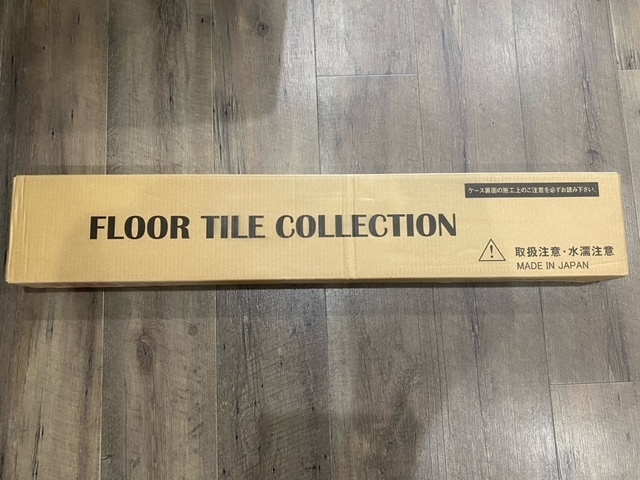 ケース裏面の施工上のご注意を必ずお読み下さい。
FLOOR TILE COLLECTION
取扱注意・水濡注意
MADE IN JAPAN